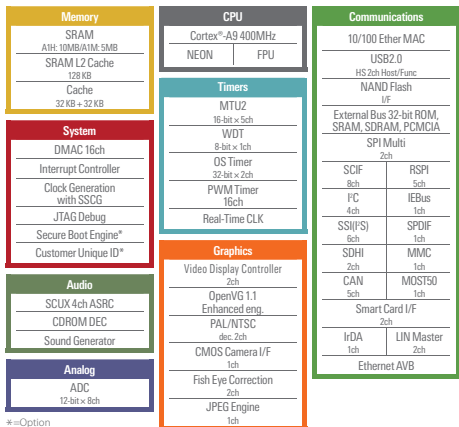 Memory
SRAM
A1H: 10MB/A1M: 5MB
SRAM L2 Cache
128 KB
Cache
32 KB + 32 KB
System
DMAC 16ch
Interrupt Controller
Clock Generation
with SSCG
JTAG Debug
Secure Boot Engine*
Customer Unique ID*
Audio
SCUX 4ch ASRC
CDROM DEC
Sound Generator
Analog
ADC
12-bit × 8ch
*=Option
CPU
Cortex®-A9 400MHz
NEON FPU
Timers
MTU2
16-bit × 5ch
WDT
8-bit × 1ch
OS Timer
32-bit × 2ch
PWM Timer
16ch
Real-Time CLK
Graphics
Video Display Controller
2ch
OpenVG 1.1
Enhanced eng.
PAL/NTSC
dec. 2ch
CMOS Camera I/F
1ch
Fish Eye Correction
2ch
JPEG Engine
1ch
Communications
10/100 Ether MAC
USB2.0
HS 2ch Host/Func
NAND Flash
I/F
External Bus 32-bit ROM,
SRAM, SDRAM, PCMCIA
SPI Multi
2ch
SCIF RSPI
8ch 5ch
I²C IEBus
4ch 1ch
SSI(I²S) SPDIF
6ch 1ch
SDHI MMC
2ch 1ch
CAN MOST50
5ch 1ch
Smart Card I/F
2ch
IrDA LIN Master
1ch 2ch
Ethernet AVB